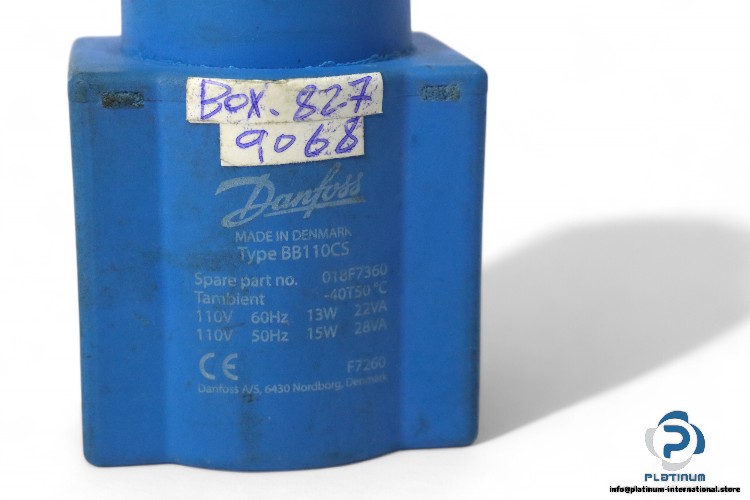 Box. 827
9068
Danfoss
MADE IN DENMARK
Type BB110CS
Spare part no. 018F7360
Tambient -40T50 °C
110V 60Hz 13W 22VA
110V 50Hz 15W 28VA
CE F7260
Danfoss A/S, 6430 Nordborg, Denmark
PLATINUM
info@platinum-international.store